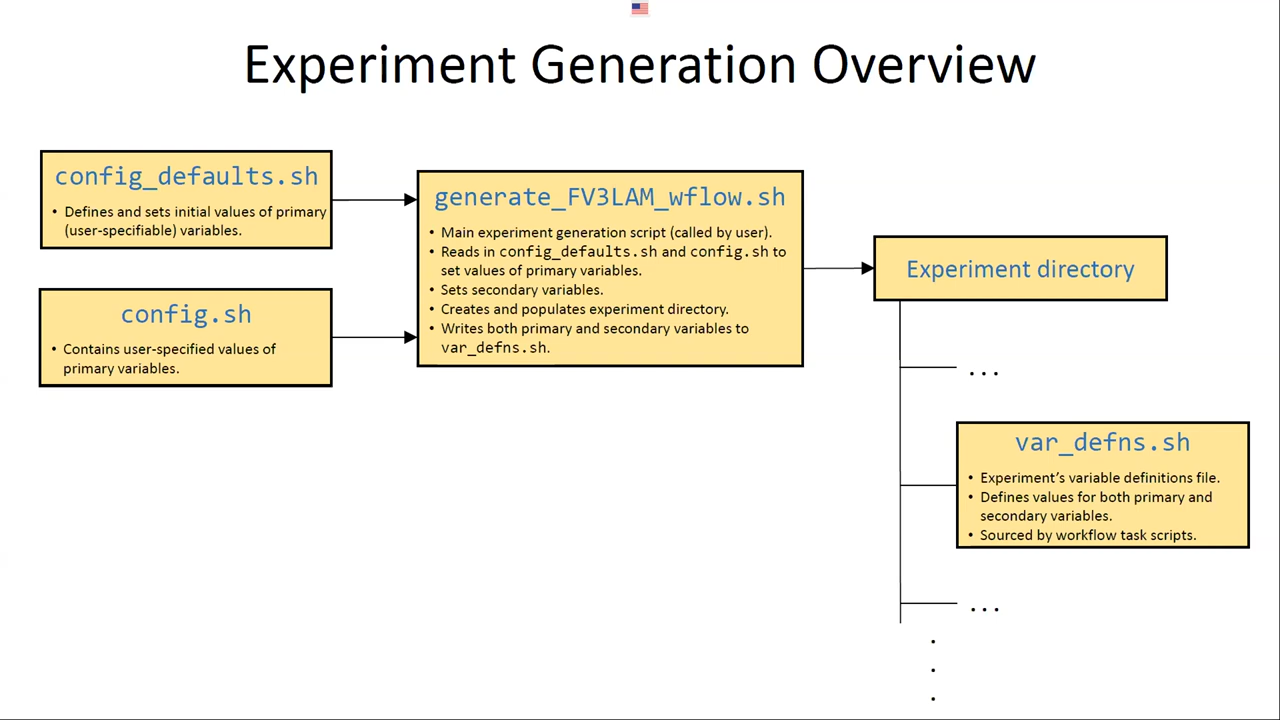 Experiment Generation Overview
config_defaults.sh
• Defines and sets initial values of primary
(user-specifiable) variables.
config.sh
• Contains user-specified values of
primary variables.
generate_FV3LAM_wflow.sh
• Main experiment generation script (called by user).
• Reads in config_defaults.sh and config.sh to
set values of primary variables.
• Sets secondary variables.
• Creates and populates experiment directory.
• Writes both primary and secondary variables to
var_defns.sh.
Experiment directory
...
var_defns.sh
• Experiment’s variable definitions file.
• Defines values for both primary and
secondary variables.
• Sourced by workflow task scripts.
...
.
.
.